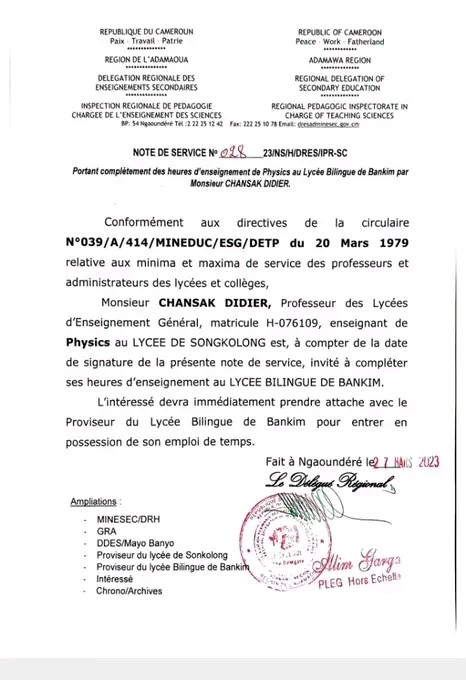 REPUBLIQUE DU CAMEROUN
Paix - Travail - Patrie
**************
REGION DE L'ADAMAOUA
**************
DELEGATION REGIONALE DES
ENSEIGNEMENTS SECONDAIRES
**************
INSPECTION REGIONALE DE PEDAGOGIE
CHARGEE DE L'ENSEIGNEMENT DES SCIENCES
REPUBLIC OF CAMEROON
Peace - Work - Fatherland
**************
ADAMAWA REGION
**************
REGIONAL DELEGATION OF
SECONDARY EDUCATION
**************
REGIONAL PEDAGOGIC INSPECTORATE IN
CHARGE OF TEACHING SCIENCES
BP: 54 Ngaoundéré Tel :2 22 25 12 42 Fax: 222 25 10 78 Email: dresadminesec.gov.cm
NOTE DE SERVICE N° 028 23/NS/H/DRES/IPR-SC
Portant complètement des heures d'enseignement de Physics au Lycée Bilingue de Bankim par
Monsieur CHANSAK DIDIER.
Conformément aux directives de la circulaire
N°039/A/414/MINEDUC/ESG/DETP du 20 Mars 1979
relative aux minima et maxima de service des professeurs et
administrateurs des lycées et collèges,
Monsieur CHANSAK DIDIER, Professeur des Lycées
d'Enseignement Général, matricule H-076109, enseignant de
Physics au LYCEE DE SONGKOLONG est, à compter de la date
de signature de la présente note de service, invité à compléter
ses heures d'enseignement au LYCEE BILINGUE DE BANKIM.
L'intéressé devra immédiatement prendre attache avec le
Proviseur du Lycée Bilingue de Bankim pour entrer en
possession de son emploi de temps.
Fait à Ngaoundéré le 27 MARS 2023
Le Délégué Régional
Ampliations :
- MINESEC/DRH
- GRA
- DDES/Mayo Banyo
- Proviseur du lycée de Sonkolong
- Proviseur du lycée Bilingue de Bankim
- Intéressé
- Chrono/Archives
Alim Garga
PLEG Hors Echelle